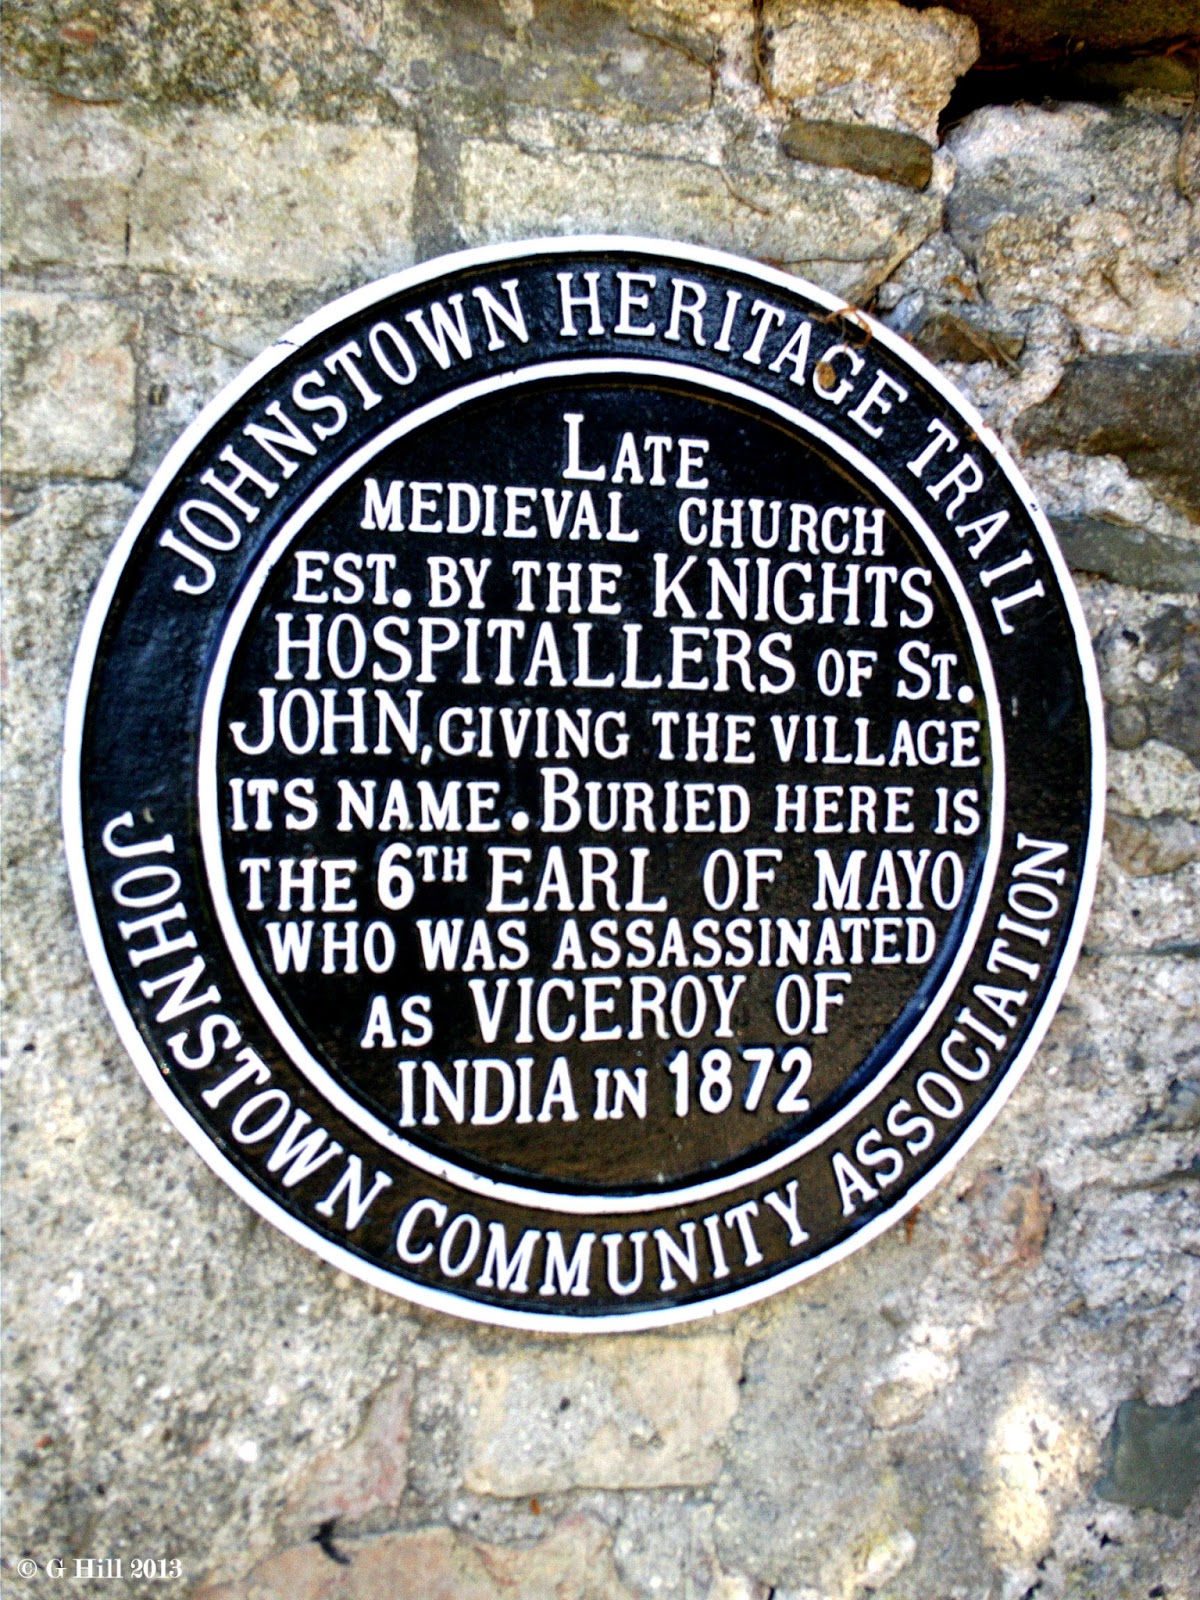 JOHNSTOWN HERITAGE TRAIL
LATE
MEDIEVAL CHURCH
EST. BY THE KNIGHTS
HOSPITALLERS OF ST.
JOHN, GIVING THE VILLAGE
ITS NAME. BURIED HERE IS
THE 6TH EARL OF MAYO
WHO WAS ASSASSINATED
AS VICEROY OF
INDIA IN 1872
JOHNSTOWN COMMUNITY ASSOCIATION
© G Hill 2013